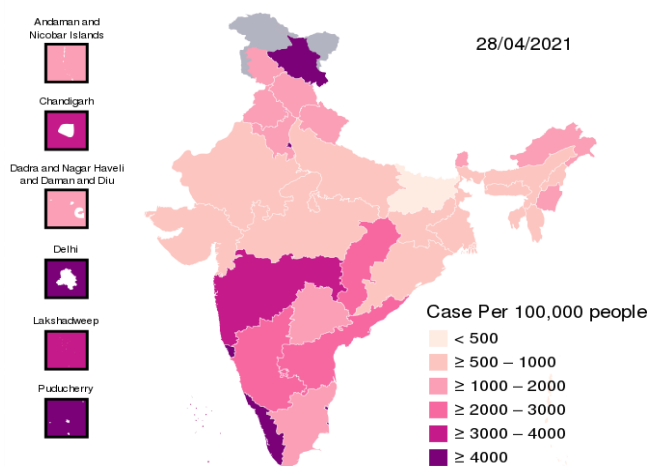 Andaman and
Nicobar Islands
28/04/2021
Chandigarh
Dadra and Nagar Haveli
and Daman and Diu
Delhi
Lakshadweep
Puducherry
Case Per 100,000 people
< 500
≥ 500 – 1000
≥ 1000 – 2000
≥ 2000 – 3000
≥ 3000 – 4000
≥ 4000